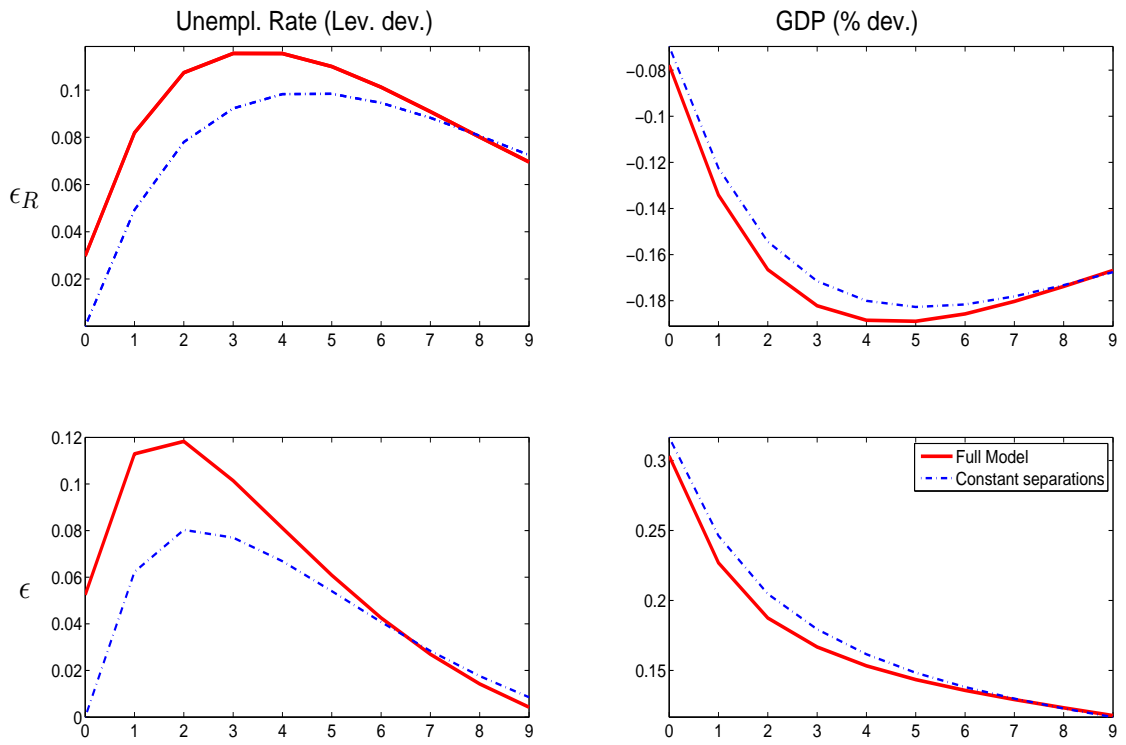 Unempl. Rate (Lev. dev.)
GDP (% dev.)
0.1
0.08
0.06
0.04
0.02
ϵ_R
0 1 2 3 4 5 6 7 8 9
−0.08
−0.1
−0.12
−0.14
−0.16
−0.18
0 1 2 3 4 5 6 7 8 9
0.12
0.1
0.08
0.06
0.04
0.02
0
ϵ
0 1 2 3 4 5 6 7 8 9
0.3
0.25
0.2
0.15
Full Model
Constant separations
0 1 2 3 4 5 6 7 8 9